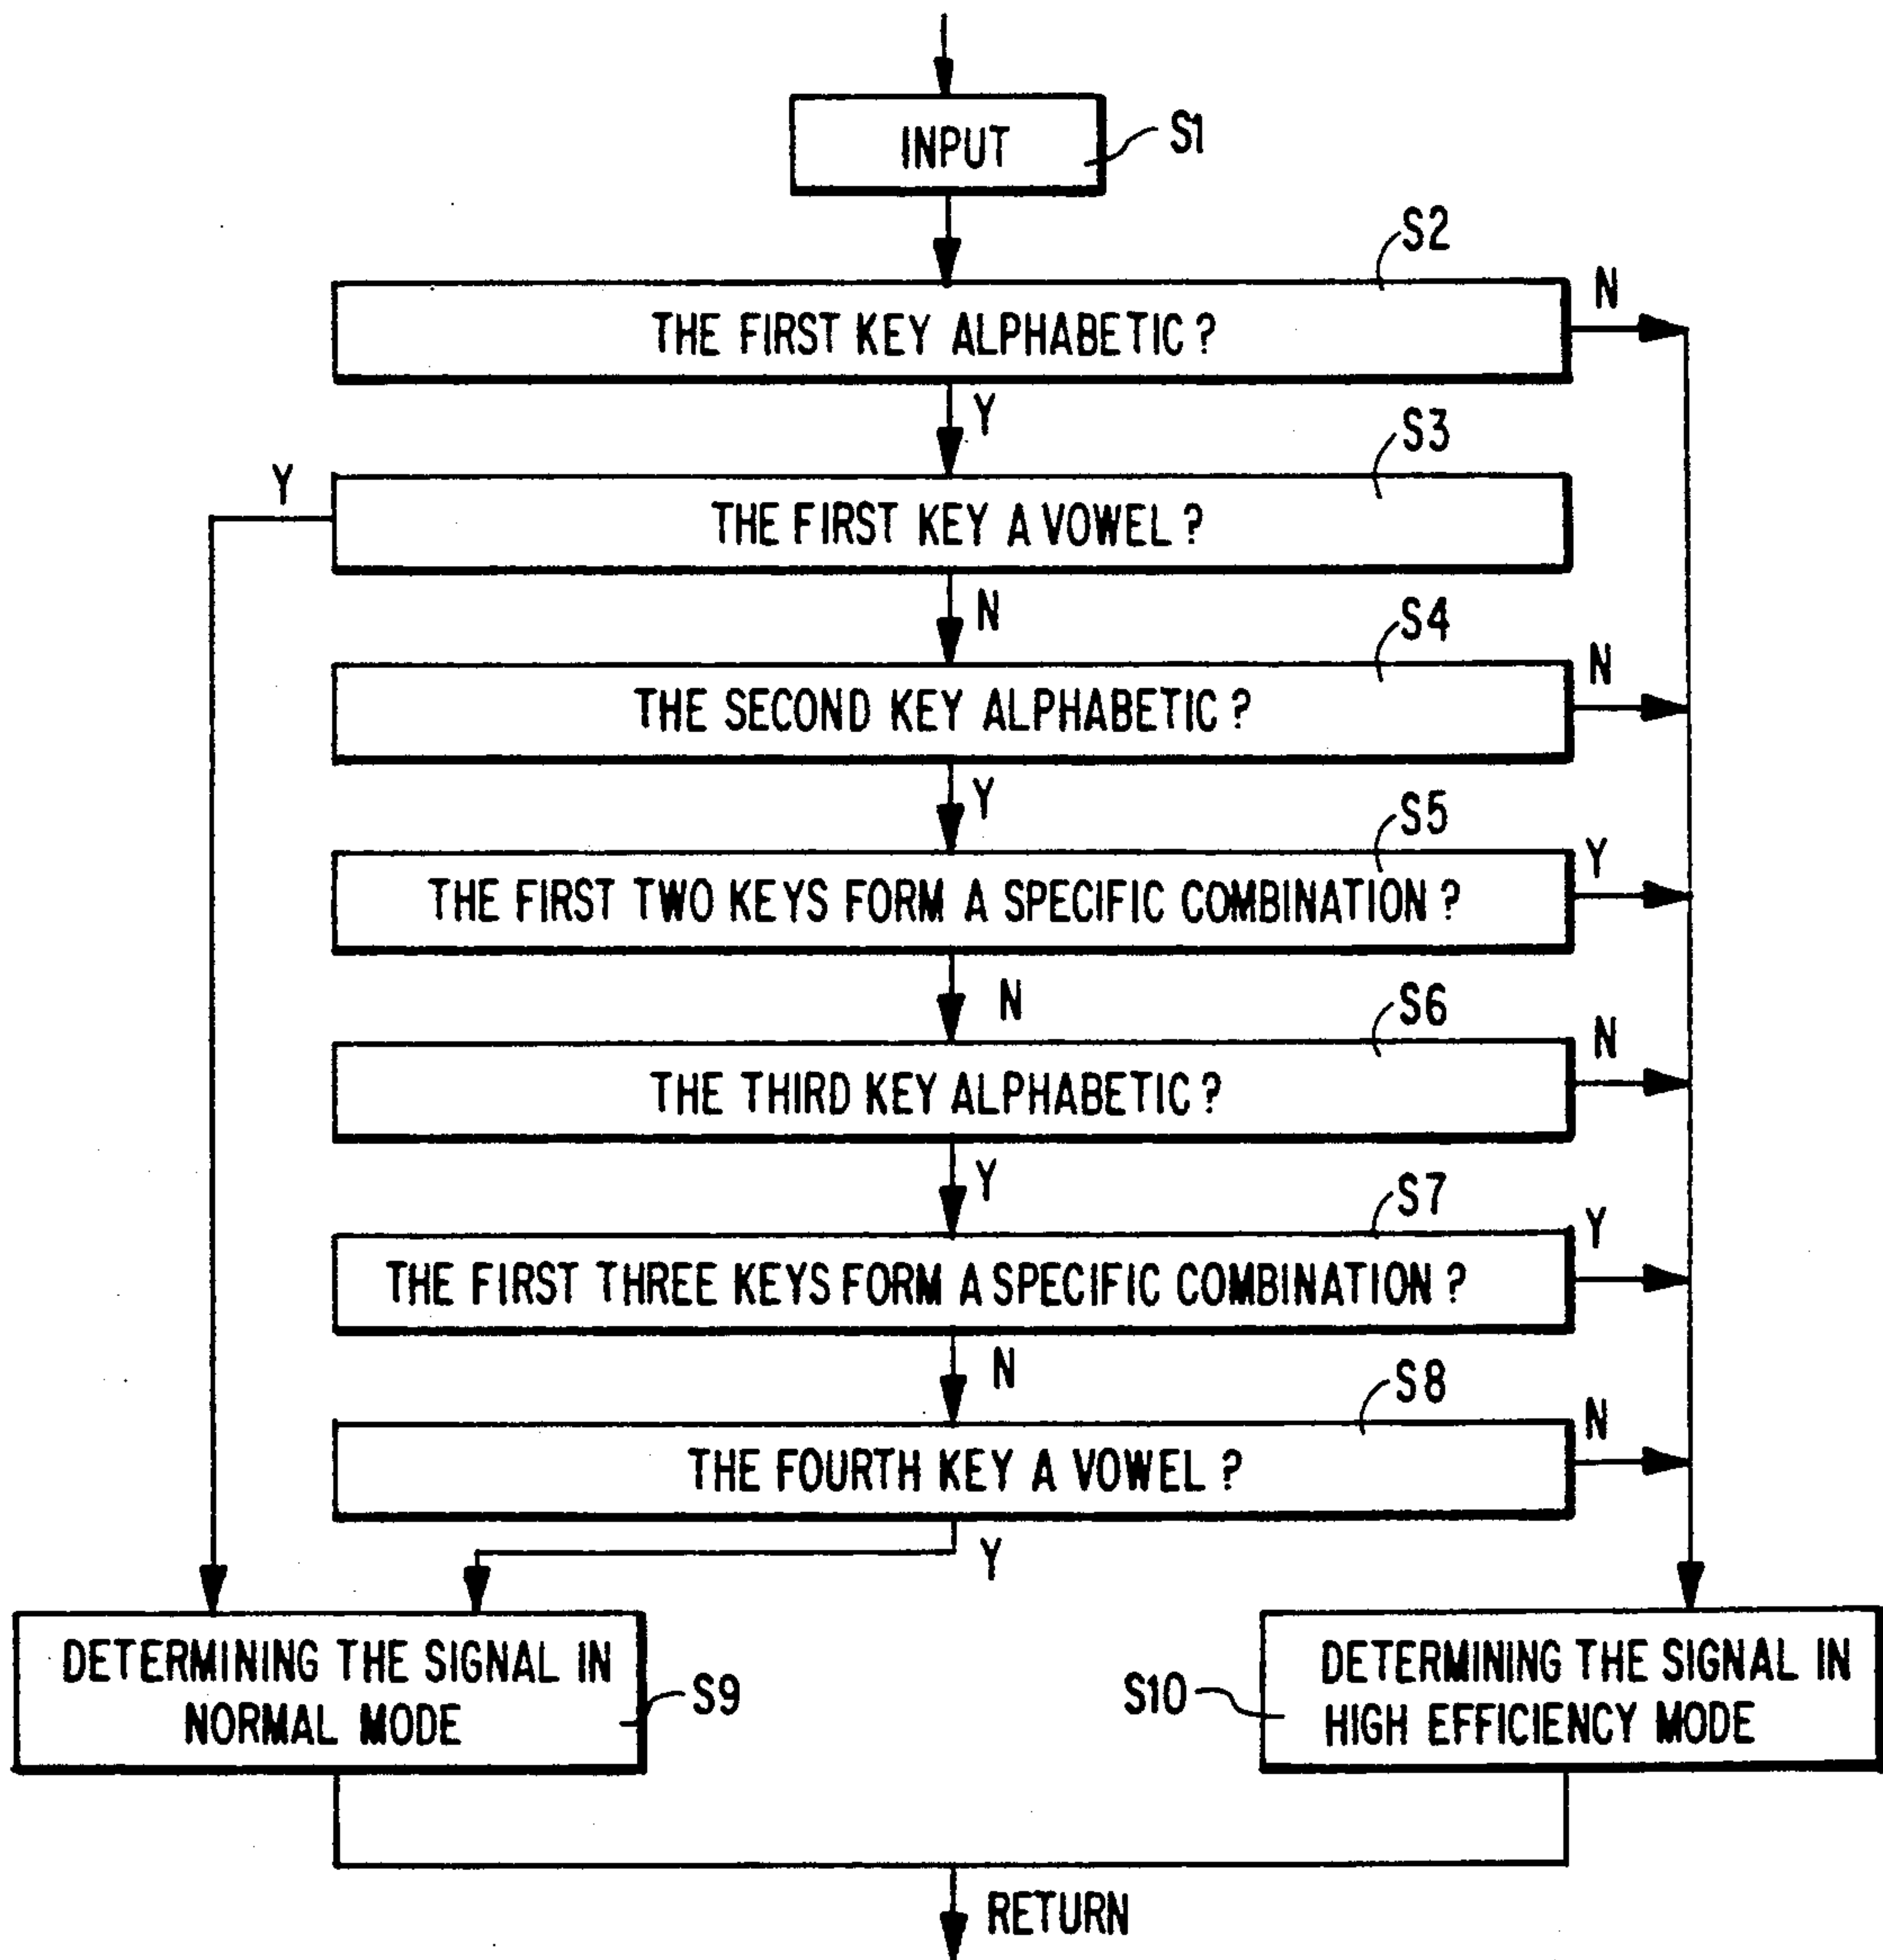 INPUT
S1
S2
THE FIRST KEY ALPHABETIC ?
N
Y
S3
Y
THE FIRST KEY A VOWEL ?
N
S4
THE SECOND KEY ALPHABETIC ?
N
Y
S5
THE FIRST TWO KEYS FORM A SPECIFIC COMBINATION ?
Y
N
S6
THE THIRD KEY ALPHABETIC ?
N
Y
S7
THE FIRST THREE KEYS FORM A SPECIFIC COMBINATION ?
Y
N
S8
THE FOURTH KEY A VOWEL ?
N
Y
DETERMINING THE SIGNAL IN
NORMAL MODE
S9
S10
DETERMINING THE SIGNAL IN
HIGH EFFICIENCY MODE
RETURN